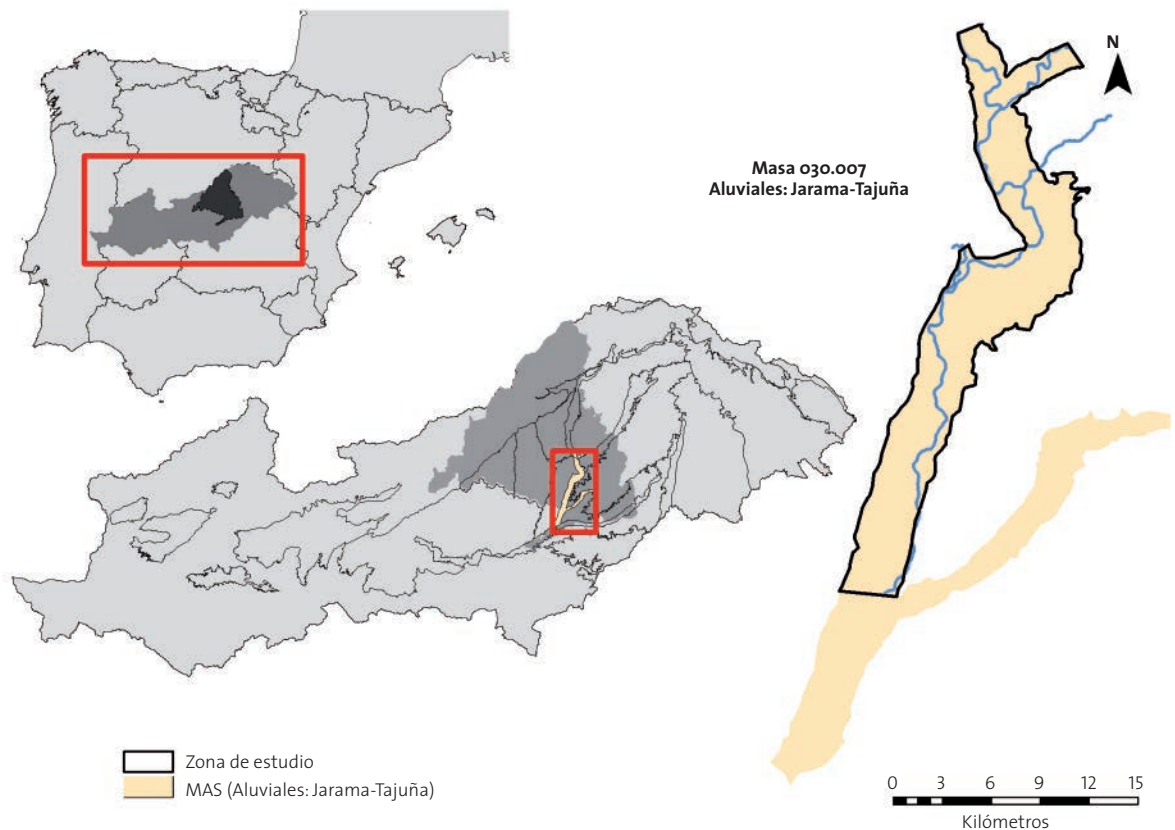 N
Masa 030.007
Aluviales: Jarama-Tajuña
Zona de estudio
MAS (Aluviales: Jarama-Tajuña)
0 3 6 9 12 15
Kilómetros